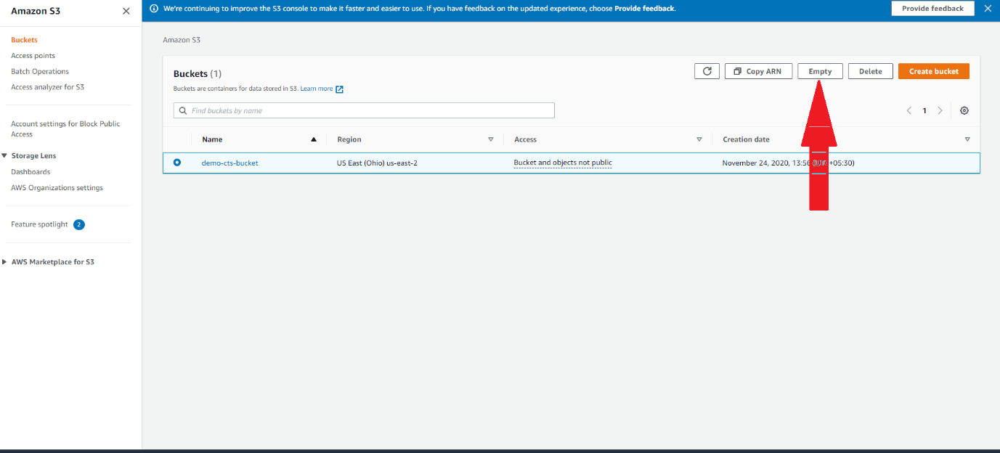 Amazon S3
We're continuing to improve the S3 console to make it faster and easier to use. If you have feedback on the updated experience, choose Provide feedback.
Provide feedback
Buckets
Access points
Batch Operations
Access analyzer for S3
Account settings for Block Public
Access
Storage Lens
Dashboards
AWS Organizations settings
Feature spotlight 2
AWS Marketplace for S3
Amazon S3
Buckets (1)
Copy ARN
Empty
Delete
Create bucket
Buckets are containers for data stored in S3. Learn more
Find buckets by name
1
Name Region Access Creation date
demo-cts-bucket US East (Ohio) us-east-2 Bucket and objects not public November 24, 2020, 13:56 +05:30)